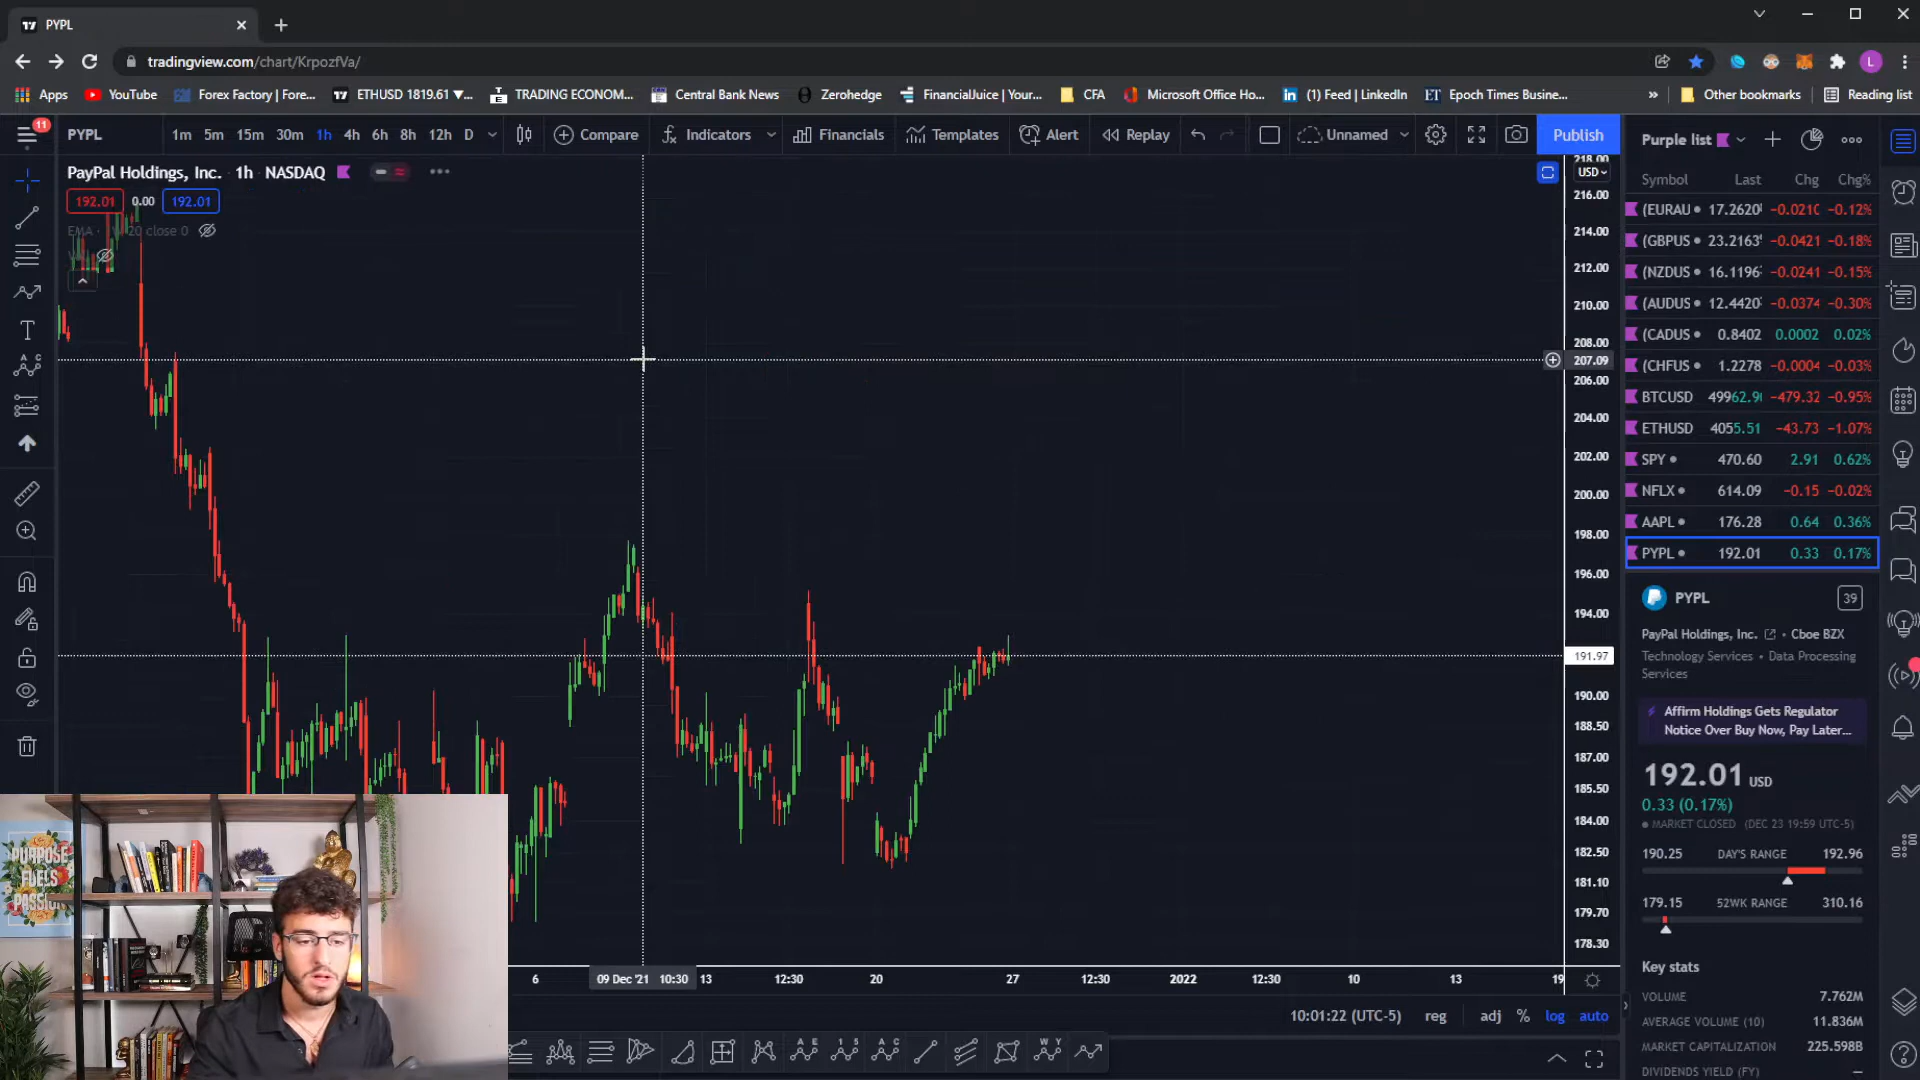 PYPL
tradingview.com/chart/KrpozfVa/
L
Apps YouTube Forex Factory | Fore... ETHUSD 1819.61 ▼... TRADING ECONOM... Central Bank News Zerohedge FinancialJuice | Your... CFA Microsoft Office Ho... (1) Feed | LinkedIn ET Epoch Times Busine... » Other bookmarks Reading list
11
PYPL 1m 5m 15m 30m 1h 4h 6h 8h 12h D Compare Indicators Financials Templates Alert Replay Unnamed Publish
Purple list
PayPal Holdings, Inc. · 1h NASDAQ
192.01 0.00 192.01
20 close 0
USD
218.00
216.00
214.00
212.00
210.00
208.00
207.09
206.00
204.00
202.00
200.00
198.00
196.00
194.00
191.97
190.00
188.50
187.00
185.50
184.00
182.50
181.10
179.70
178.30
Symbol Last Chg Chg%
(EURAU 17.2620 -0.0210 -0.12%
(GBPUS 23.2163 -0.0421 -0.18%
(NZDUS 16.1196 -0.0241 -0.15%
(AUDUS 12.4420 -0.0374 -0.30%
(CADUS 0.8402 0.0002 0.02%
(CHFUS 1.2278 -0.0004 -0.03%
BTCUSD 49962.90 -479.32 -0.95%
ETHUSD 4055.51 -43.73 -1.07%
SPY 470.60 2.91 0.62%
NFLX 614.09 -0.15 -0.02%
AAPL 176.28 0.64 0.36%
PYPL 192.01 0.33 0.17%
PYPL 39
PayPal Holdings, Inc. • Cboe BZX
Technology Services • Data Processing
Services
Affirm Holdings Gets Regulator
Notice Over Buy Now, Pay Later...
192.01 USD
0.33 (0.17%)
MARKET CLOSED (DEC 23 19:59 UTC-5)
190.25 DAY'S RANGE 192.96
179.15 52WK RANGE 310.16
Key stats
VOLUME 7.762M
AVERAGE VOLUME (10) 11.836M
MARKET CAPITALIZATION 225.598B
DIVIDENDS YIELD (FY) —
6 09 Dec '21 10:30 13 12:30 20 27 12:30 2022 12:30 10 13 19
10:01:22 (UTC-5) reg adj % log auto
PURPOSE
FUELS
PASSION